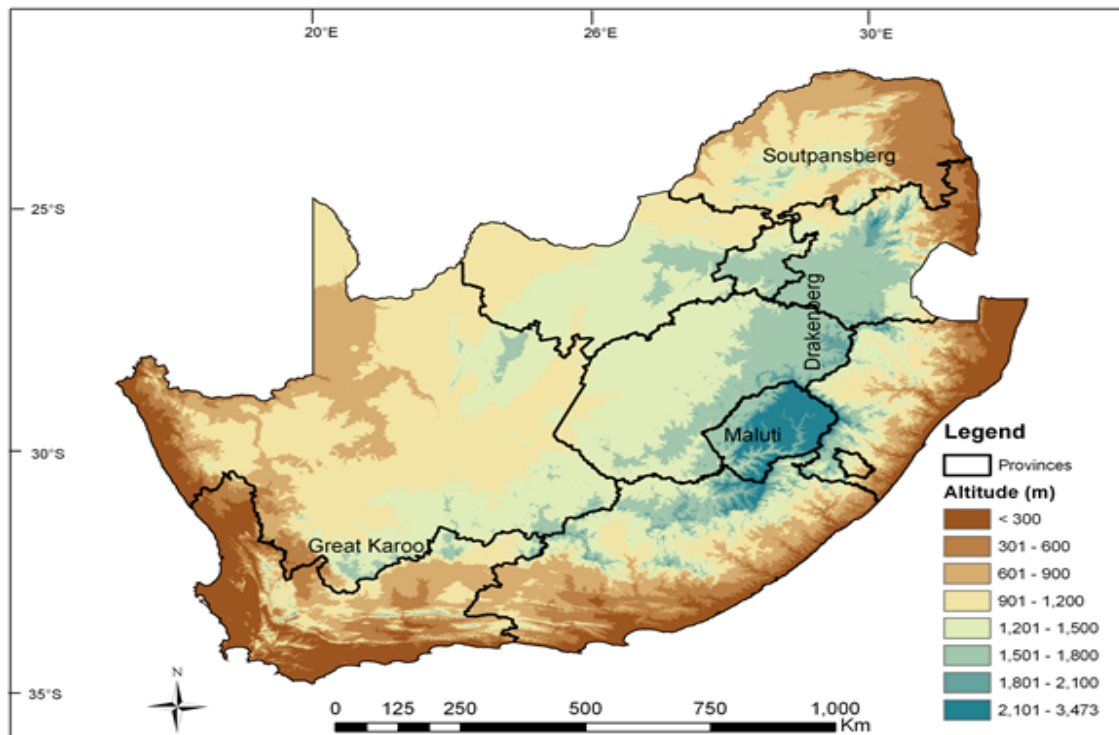 20°E 26°E 30°E
Soutpansberg
25°S
Drakenberg
30°S
Maluti
Great Karoo
35°S
N
0 125 250 500 750 1,000
Km
Legend
Provinces
Altitude (m)
< 300
301 - 600
601 - 900
901 - 1,200
1,201 - 1,500
1,501 - 1,800
1,801 - 2,100
2,101 - 3,473